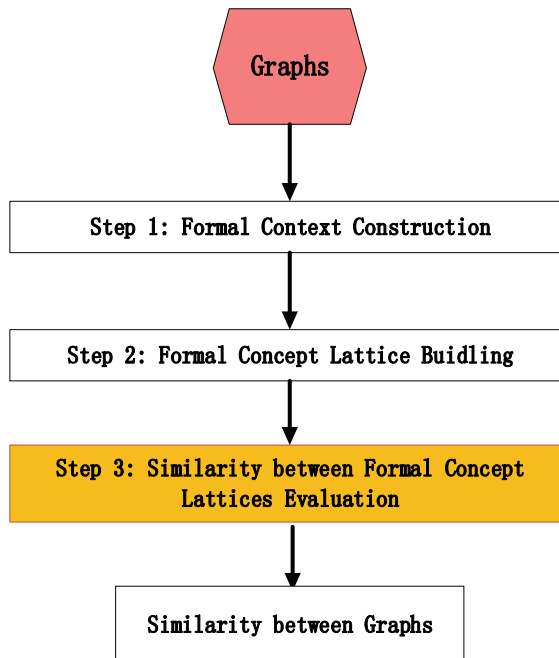 Graphs
Step 1: Formal Context Construction
Step 2: Formal Concept Lattice Buidling
Step 3: Similarity between Formal Concept
Lattices Evaluation
Similarity between Graphs